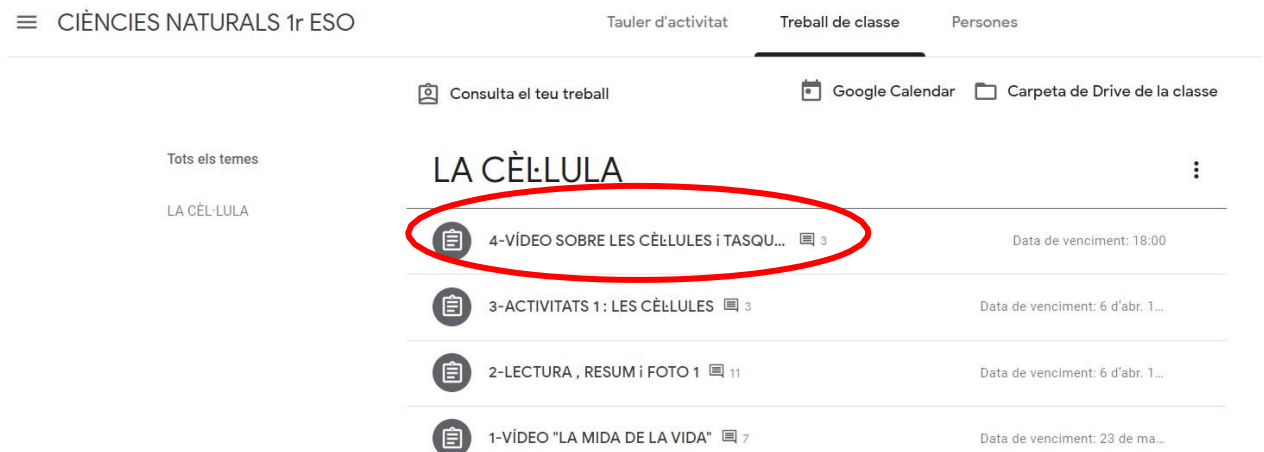 CIÈNCIES NATURALS 1r ESO
Tauler d'activitat
Treball de classe
Persones
Consulta el teu treball
Google Calendar
Carpeta de Drive de la classe
Tots els temes
LA CÈL·LULA
LA CÈL·LULA
4-VÍDEO SOBRE LES CÈL·LULES i TASQU... 3
Data de venciment: 18:00
3-ACTIVITATS 1 : LES CÈL·LULES 3
Data de venciment: 6 d'abr. 1...
2-LECTURA , RESUM i FOTO 1 11
Data de venciment: 6 d'abr. 1...
1-VÍDEO "LA MIDA DE LA VIDA" 7
Data de venciment: 23 de ma...